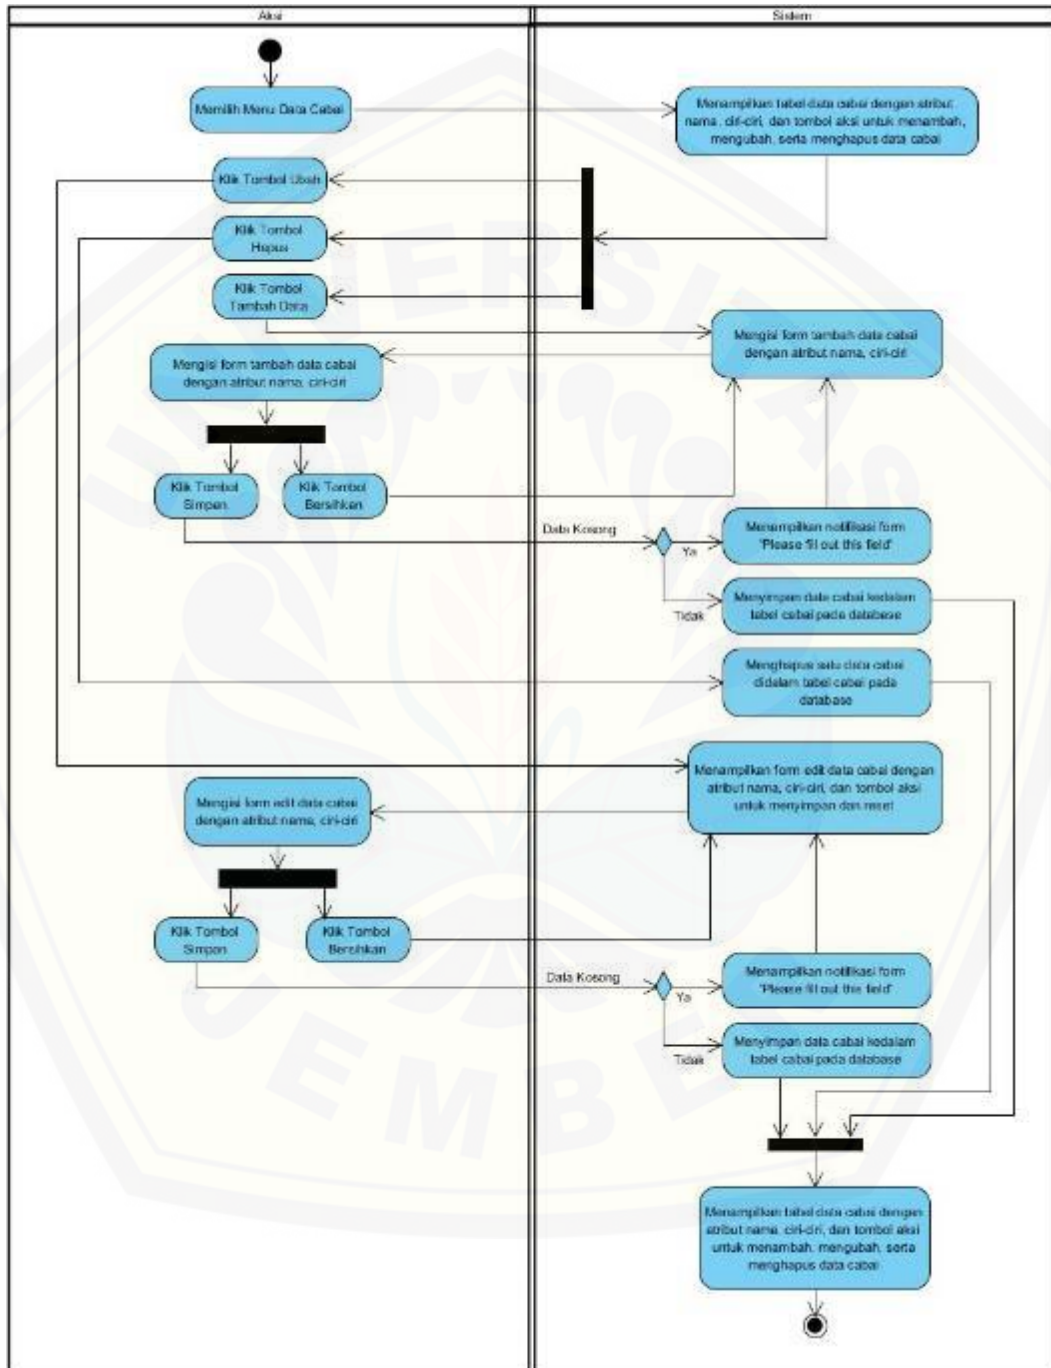 Aksi
Sistem
Memilih Menu Data Cabai
Menampilkan tabel data cabai dengan atribut
nama, ciri-ciri, dan tombol aksi untuk menambah,
mengubah, serta menghapus data cabai
Klik Tombol Ubah
Klik Tombol
Hapus
Klik Tombol
Tambah Data
Mengisi form tambah data cabai
dengan atribut nama, ciri-ciri
Mengisi form tambah data cabai
dengan atribut nama, ciri-ciri
Klik Tombol
Simpan
Klik Tombol
Bersihkan
Data Kosong
Ya
Menampilkan notifikasi form
"Please fill out this field"
Tidak
Menyimpan data cabai kedalam
tabel cabai pada database
Menghapus satu data cabai
didalam tabel cabai pada
database
Menampilkan form edit data cabai dengan
atribut nama, ciri-ciri, dan tombol aksi
untuk menyimpan dan reset
Mengisi form edit data cabai
dengan atribut nama, ciri-ciri
Klik Tombol
Simpan
Klik Tombol
Bersihkan
Data Kosong
Ya
Menampilkan notifikasi form
"Please fill out this field"
Tidak
Menyimpan data cabai kedalam
tabel cabai pada database
Menampilkan tabel data cabai dengan
atribut nama, ciri-ciri, dan tombol aksi
untuk menambah, mengubah, serta
menghapus data cabai
UNIVERSITAS
JEMBER